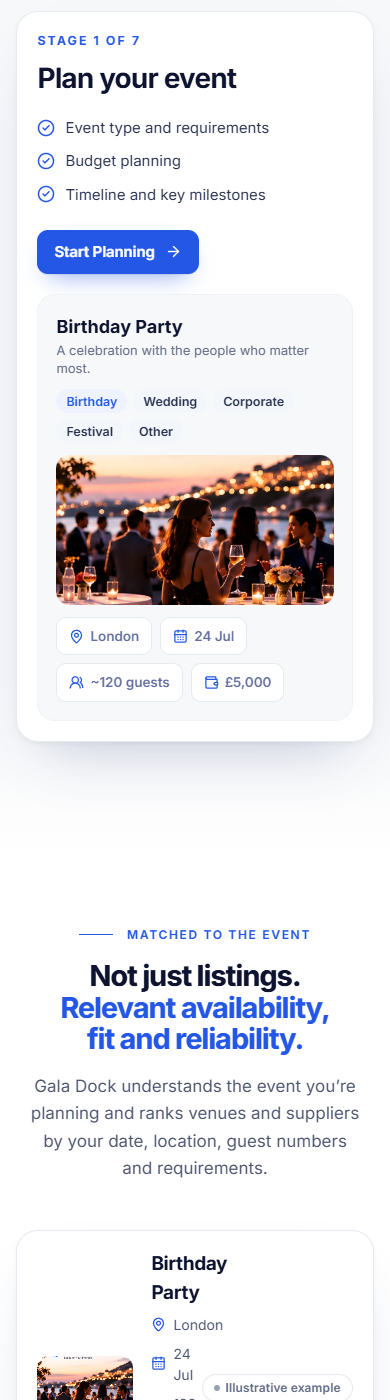 STAGE 1 OF 7
Plan your event
Event type and requirements
Budget planning
Timeline and key milestones
Start Planning
Birthday Party
A celebration with the people who matter
most.
Birthday Wedding Corporate
Festival Other
London 24 Jul
~120 guests £5,000
MATCHED TO THE EVENT
Not just listings.
Relevant availability,
fit and reliability.
Gala Dock understands the event you’re
planning and ranks venues and suppliers
by your date, location, guest numbers
and requirements.
Birthday
Party
London
24
Jul
Illustrative example